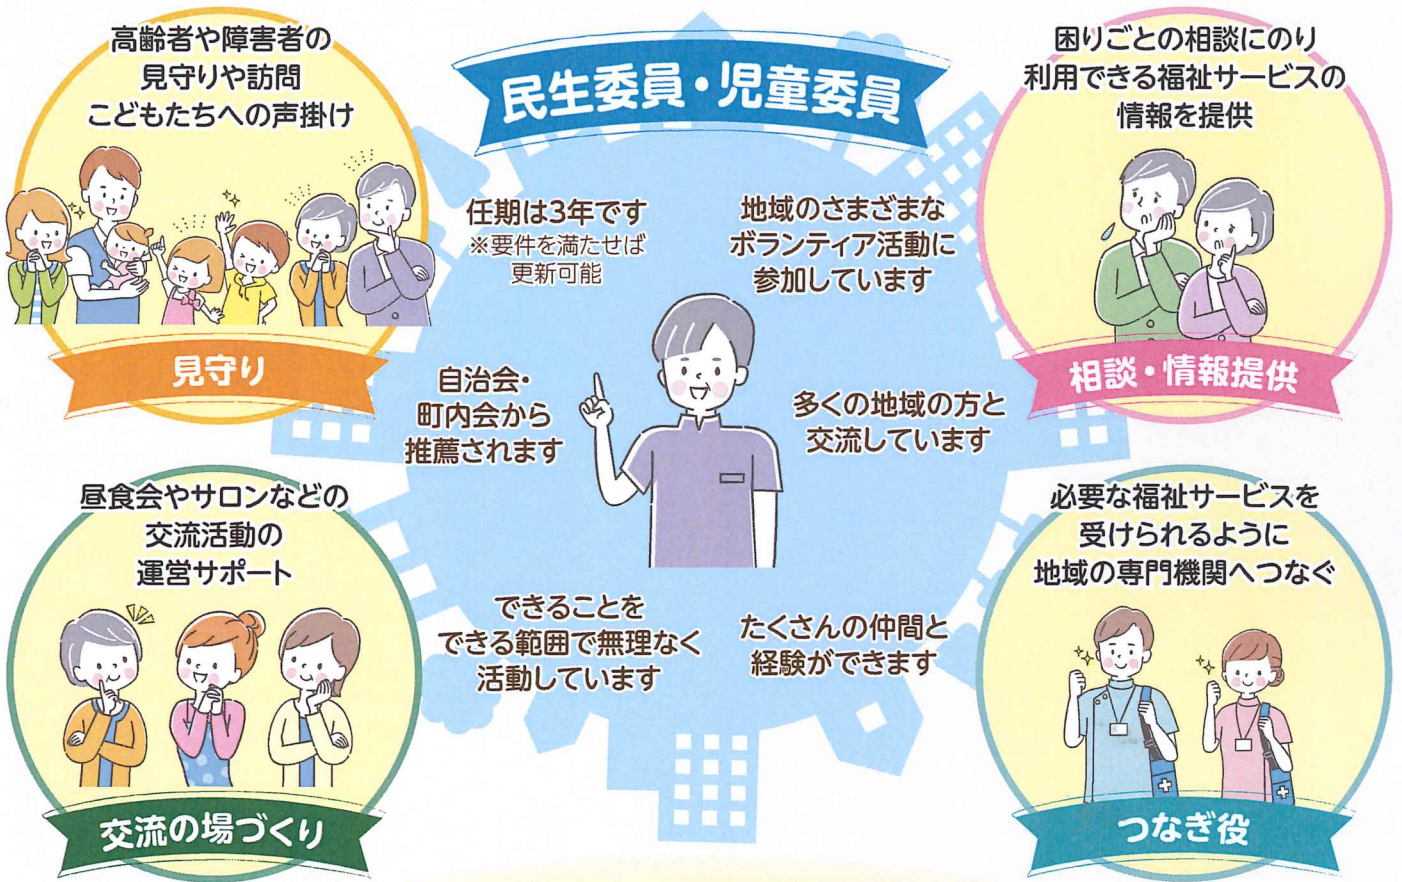 民生委員・児童委員
高齢者や障害者の
見守りや訪問
こどもたちへの声掛け
見守り
困りごとの相談にのり
利用できる福祉サービスの
情報を提供
相談・情報提供
任期は3年です
※要件を満たせば
更新可能
地域のさまざまな
ボランティア活動に
参加しています
自治会・
町内会から
推薦されます
多くの地域の方と
交流しています
できることを
できる範囲で無理なく
活動しています
たくさんの仲間と
経験ができます
昼食会やサロンなどの
交流活動の
運営サポート
交流の場づくり
必要な福祉サービスを
受けられるように
地域の専門機関へつなぐ
つなぎ役